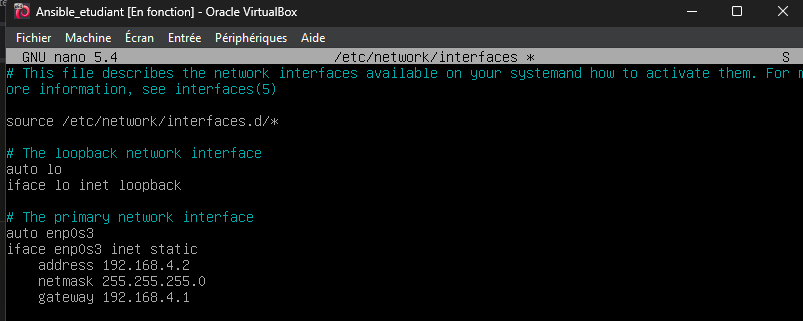 Ansible_etudiant [En fonction] - Oracle VirtualBox
Fichier Machine Écran Entrée Périphériques Aide
GNU nano 5.4 /etc/network/interfaces * S
# This file describes the network interfaces available on your systemand how to activate them. For m
ore information, see interfaces(5)
source /etc/network/interfaces.d/*
# The loopback network interface
auto lo
iface lo inet loopback
# The primary network interface
auto enp0s3
iface enp0s3 inet static
address 192.168.4.2
netmask 255.255.255.0
gateway 192.168.4.1